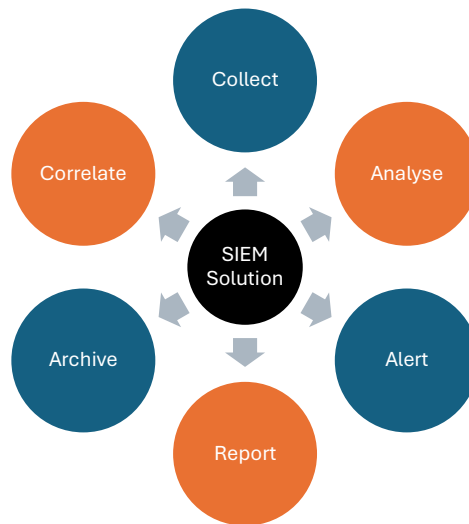 Collect
Correlate
Analyse
SIEM
Solution
Archive
Alert
Report